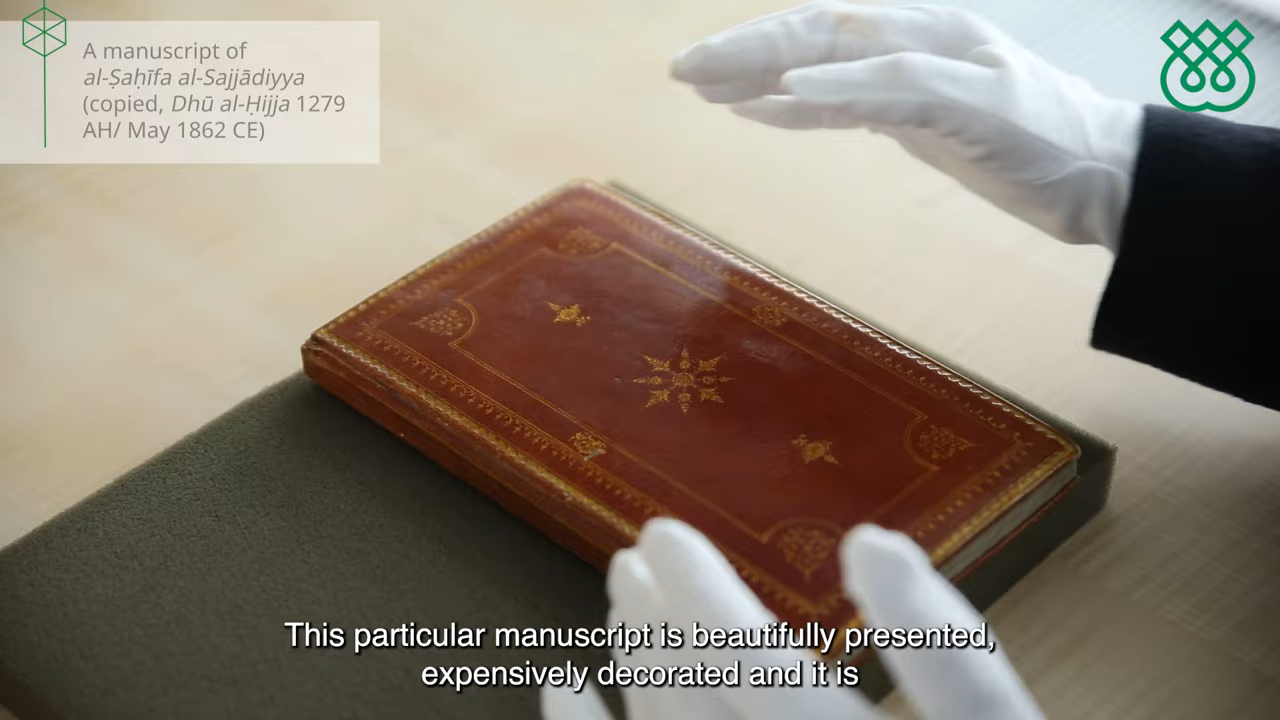 A manuscript of
al-Ṣaḥīfa al-Sajjādiyya
(copied, Dhū al-Ḥijja 1279
AH/ May 1862 CE)
This particular manuscript is beautifully presented,
expensively decorated and it is